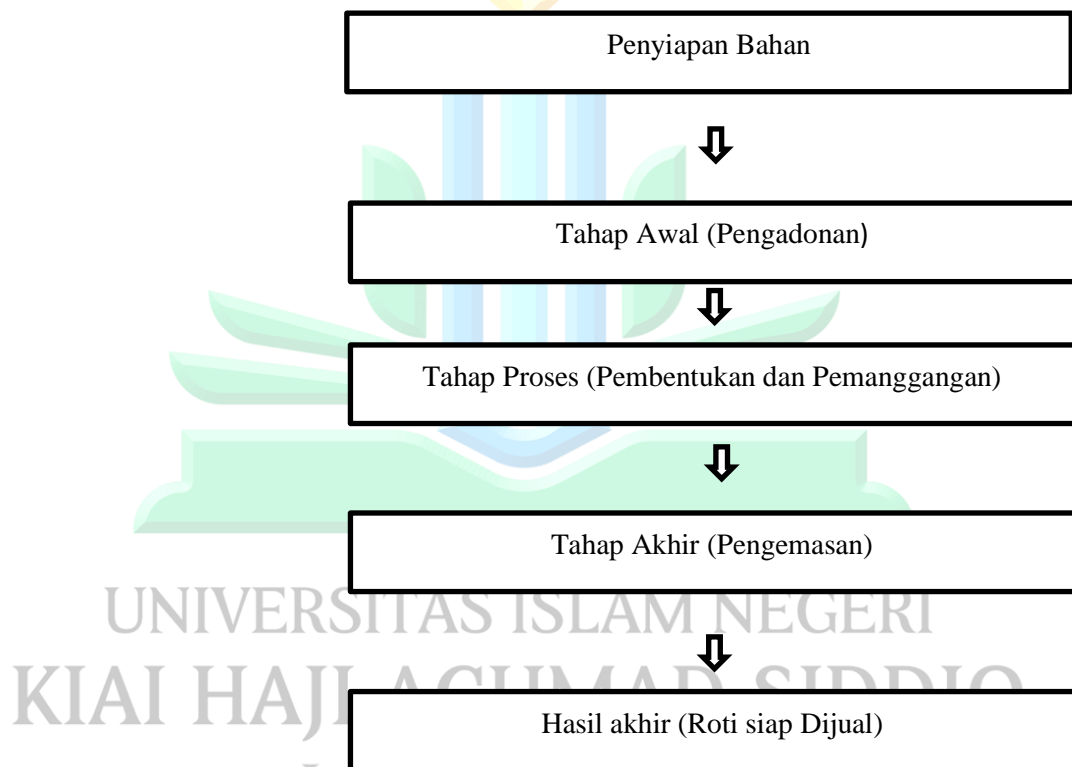 Penyiapan Bahan
Tahap Awal (Pengadonan)
Tahap Proses (Pembentukan dan Pemanggangan)
Tahap Akhir (Pengemasan)
UNIVERSITAS ISLAM NEGERI
KIAI HAJI ACHMAD SIDDIQ
Hasil akhir (Roti siap Dijual)